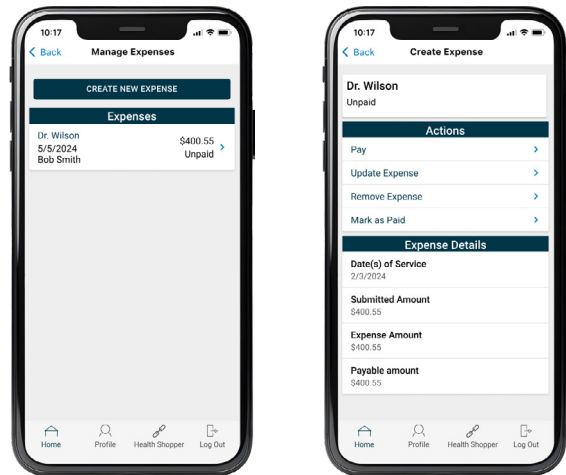 10:17
Back
Manage Expenses
CREATE NEW EXPENSE
Expenses
Dr. Wilson
5/5/2024
Bob Smith
$400.55
Unpaid
Home
Profile
Health Shopper
Log Out
10:17
Back
Create Expense
Dr. Wilson
Unpaid
Actions
Pay
Update Expense
Remove Expense
Mark as Paid
Expense Details
Date(s) of Service
2/3/2024
Submitted Amount
$400.55
Expense Amount
$400.55
Payable amount
$400.55
Home
Profile
Health Shopper
Log Out